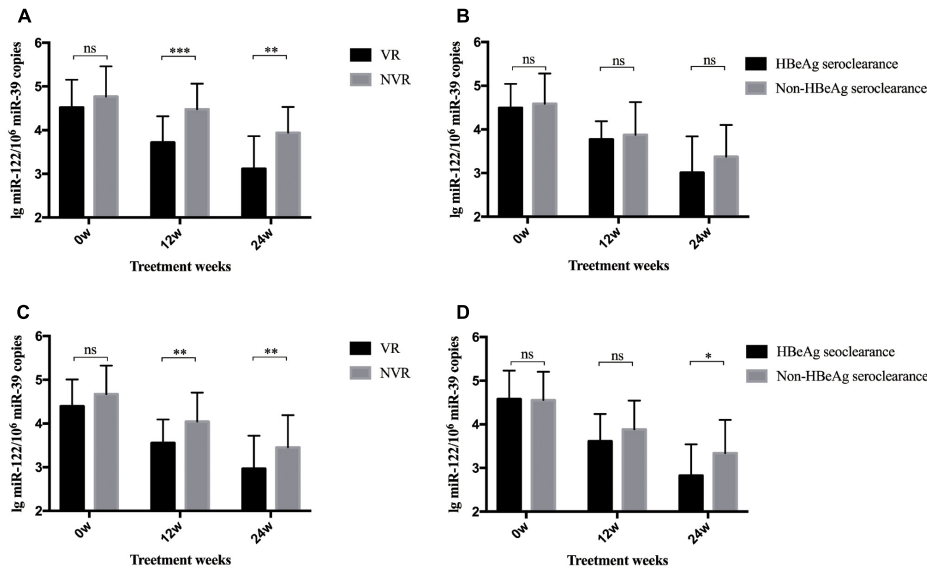 A
lg miR-122/10⁶ miR-39 copies
6
5
4
3
2
ns
***
**
0w
12w
24w
Treetment weeks
VR
NVR
B
lg miR-122/10⁶ miR-39 copies
6
5
4
3
2
ns
ns
ns
0w
12w
24w
Treetment weeks
HBeAg seroclearance
Non-HBeAg seroclearance
C
lg miR-122/10⁶ miR-39 copies
6
5
4
3
2
ns
**
**
0w
12w
24w
Treetment weeks
VR
NVR
D
lg miR-122/10⁶ miR-39 copies
6
5
4
3
2
ns
ns
*
0w
12w
24w
Treetment weeks
HBeAg seoclearance
Non-HBeAg seroclearance